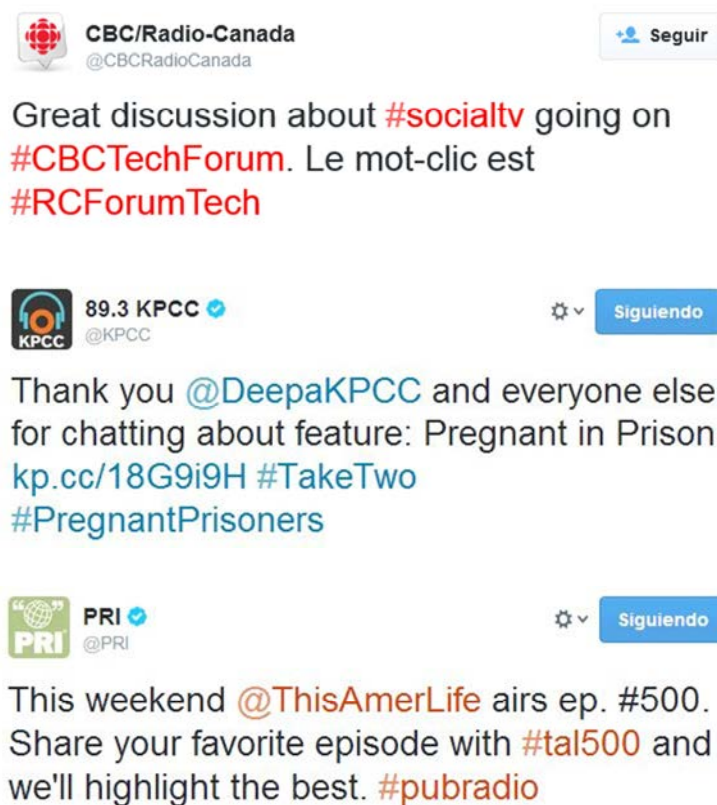 CBC/Radio-Canada
@CBCRadioCanada
Seguir
Great discussion about #socialtv going on
#CBCTechForum. Le mot-clic est
#RCForumTech
KPCC
89.3 KPCC
@KPCC
Siguiendo
Thank you @DeepaKPCC and everyone else
for chatting about feature: Pregnant in Prison
kp.cc/18G9i9H #TakeTwo
#PregnantPrisoners
PRI
PRI
@PRI
Siguiendo
This weekend @ThisAmerLife airs ep. #500.
Share your favorite episode with #tal500 and
we'll highlight the best. #pubradio